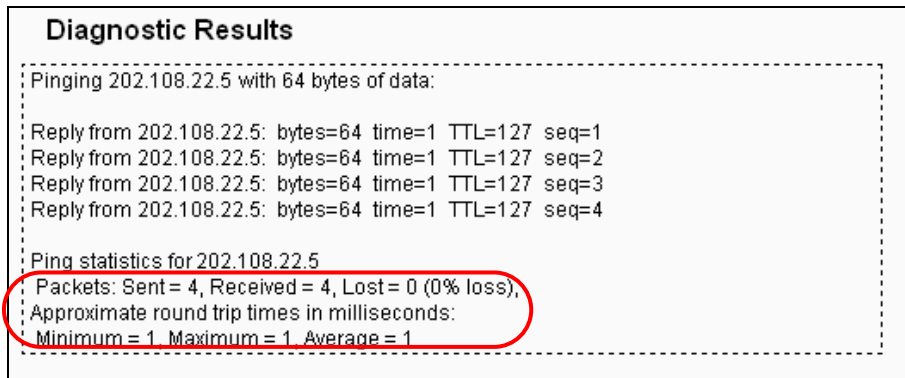 Diagnostic Results
Pinging 202.108.22.5 with 64 bytes of data:
Reply from 202.108.22.5: bytes=64 time=1 TTL=127 seq=1
Reply from 202.108.22.5: bytes=64 time=1 TTL=127 seq=2
Reply from 202.108.22.5: bytes=64 time=1 TTL=127 seq=3
Reply from 202.108.22.5: bytes=64 time=1 TTL=127 seq=4
Ping statistics for 202.108.22.5
Packets: Sent = 4, Received = 4, Lost = 0 (0% loss),
Approximate round trip times in milliseconds:
Minimum = 1, Maximum = 1, Average = 1